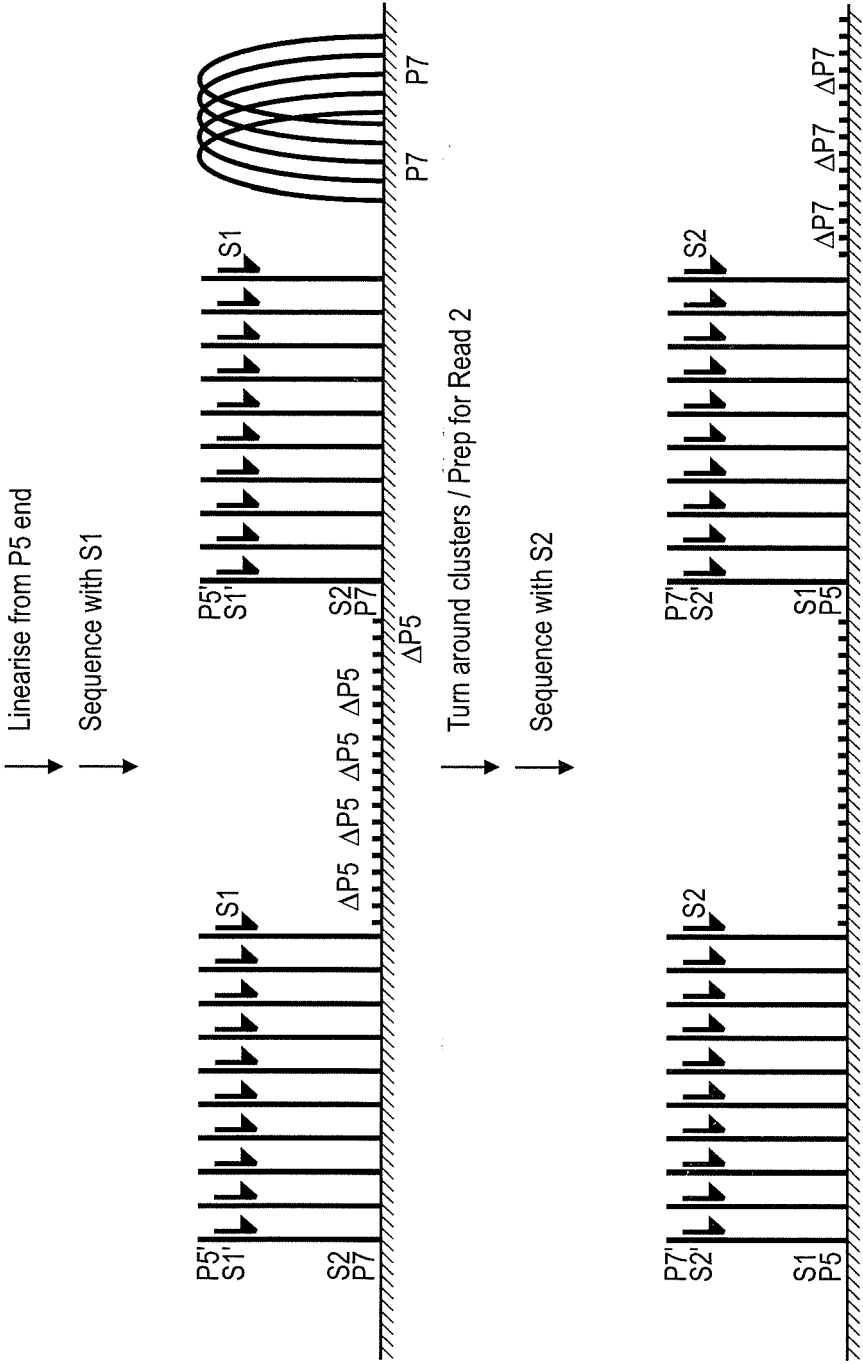 Linearise from P5 end
Sequence with S1
P5'
S1'
S1
P5'
S1'
S1
S2
P7
ΔP5 ΔP5 ΔP5 ΔP5
S2
P7
ΔP5
P7
P7
Turn around clusters / Prep for Read 2
Sequence with S2
P7'
S2'
S2
P7'
S2'
S2
S1
P5
S1
P5
ΔP7 ΔP7 ΔP7